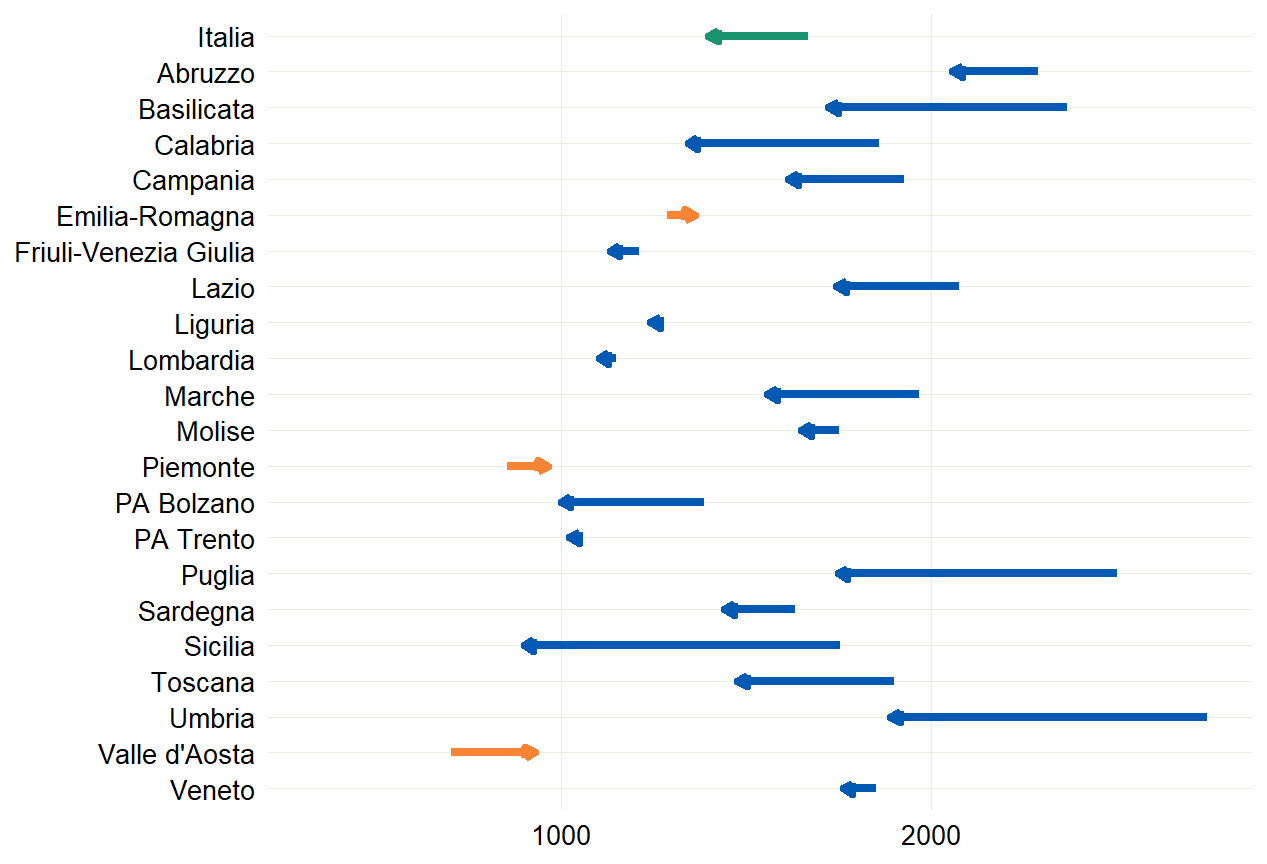 Italia
Abruzzo
Basilicata
Calabria
Campania
Emilia-Romagna
Friuli-Venezia Giulia
Lazio
Liguria
Lombardia
Marche
Molise
Piemonte
PA Bolzano
PA Trento
Puglia
Sardegna
Sicilia
Toscana
Umbria
Valle d'Aosta
Veneto
1000 2000